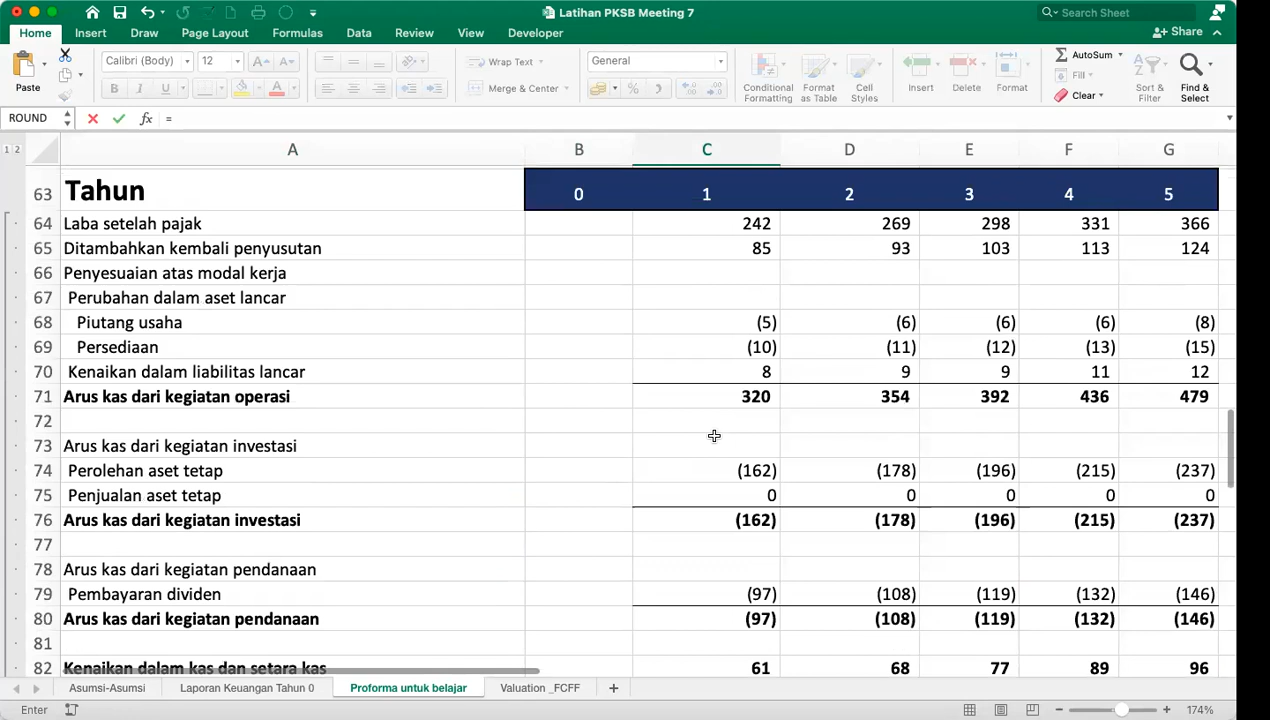 Latihan PKSB Meeting 7
Search Sheet
Home Insert Draw Page Layout Formulas Data Review View Developer
Share
Paste
Calibri (Body) 12
B I U
Wrap Text
Merge & Center
General
Conditional Formatting
Format as Table
Cell Styles
Insert Delete Format
AutoSum
Fill
Clear
Sort & Filter
Find & Select
ROUND fx =
1 2 A B C D E F G
63 Tahun 0 1 2 3 4 5
64 Laba setelah pajak 242 269 298 331 366
65 Ditambahkan kembali penyusutan 85 93 103 113 124
66 Penyesuaian atas modal kerja
67 Perubahan dalam aset lancar
68 Piutang usaha (5) (6) (6) (6) (8)
69 Persediaan (10) (11) (12) (13) (15)
70 Kenaikan dalam liabilitas lancar 8 9 9 11 12
71 Arus kas dari kegiatan operasi 320 354 392 436 479
72
73 Arus kas dari kegiatan investasi
74 Perolehan aset tetap (162) (178) (196) (215) (237)
75 Penjualan aset tetap 0 0 0 0 0
76 Arus kas dari kegiatan investasi (162) (178) (196) (215) (237)
77
78 Arus kas dari kegiatan pendanaan
79 Pembayaran dividen (97) (108) (119) (132) (146)
80 Arus kas dari kegiatan pendanaan (97) (108) (119) (132) (146)
81
82 Kenaikan dalam kas dan setara kas 61 68 77 89 96
Asumsi-Asumsi Laporan Keuangan Tahun 0 Proforma untuk belajar Valuation _FCFF +
Enter 174%